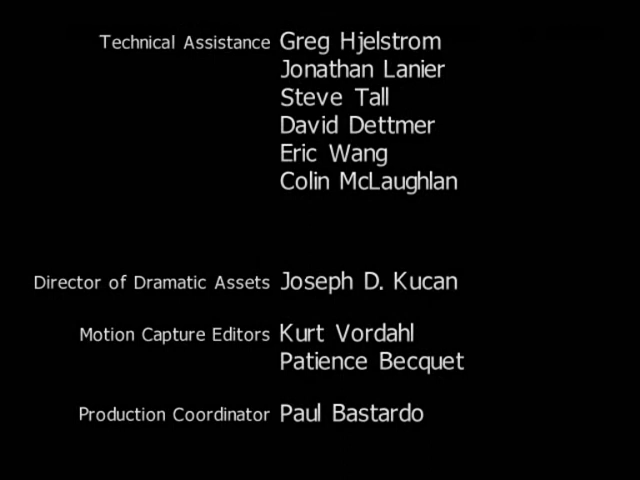 Technical Assistance Greg Hjelstrom
Jonathan Lanier
Steve Tall
David Dettmer
Eric Wang
Colin McLaughlan
Director of Dramatic Assets Joseph D. Kucan
Motion Capture Editors Kurt Vordahl
Patience Becquet
Production Coordinator Paul Bastardo